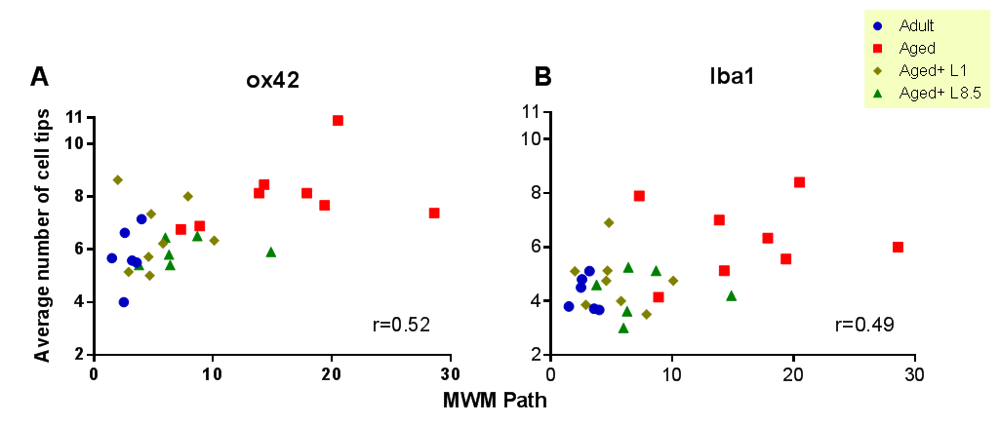 Adult
Aged
Aged+ L1
Aged+ L8.5
A
ox42
B
Iba1
Average number of cell tips
11
10
8
6
4
2
0
10
20
30
r=0.52
11
10
8
6
4
2
0
10
20
30
r=0.49
MWM Path